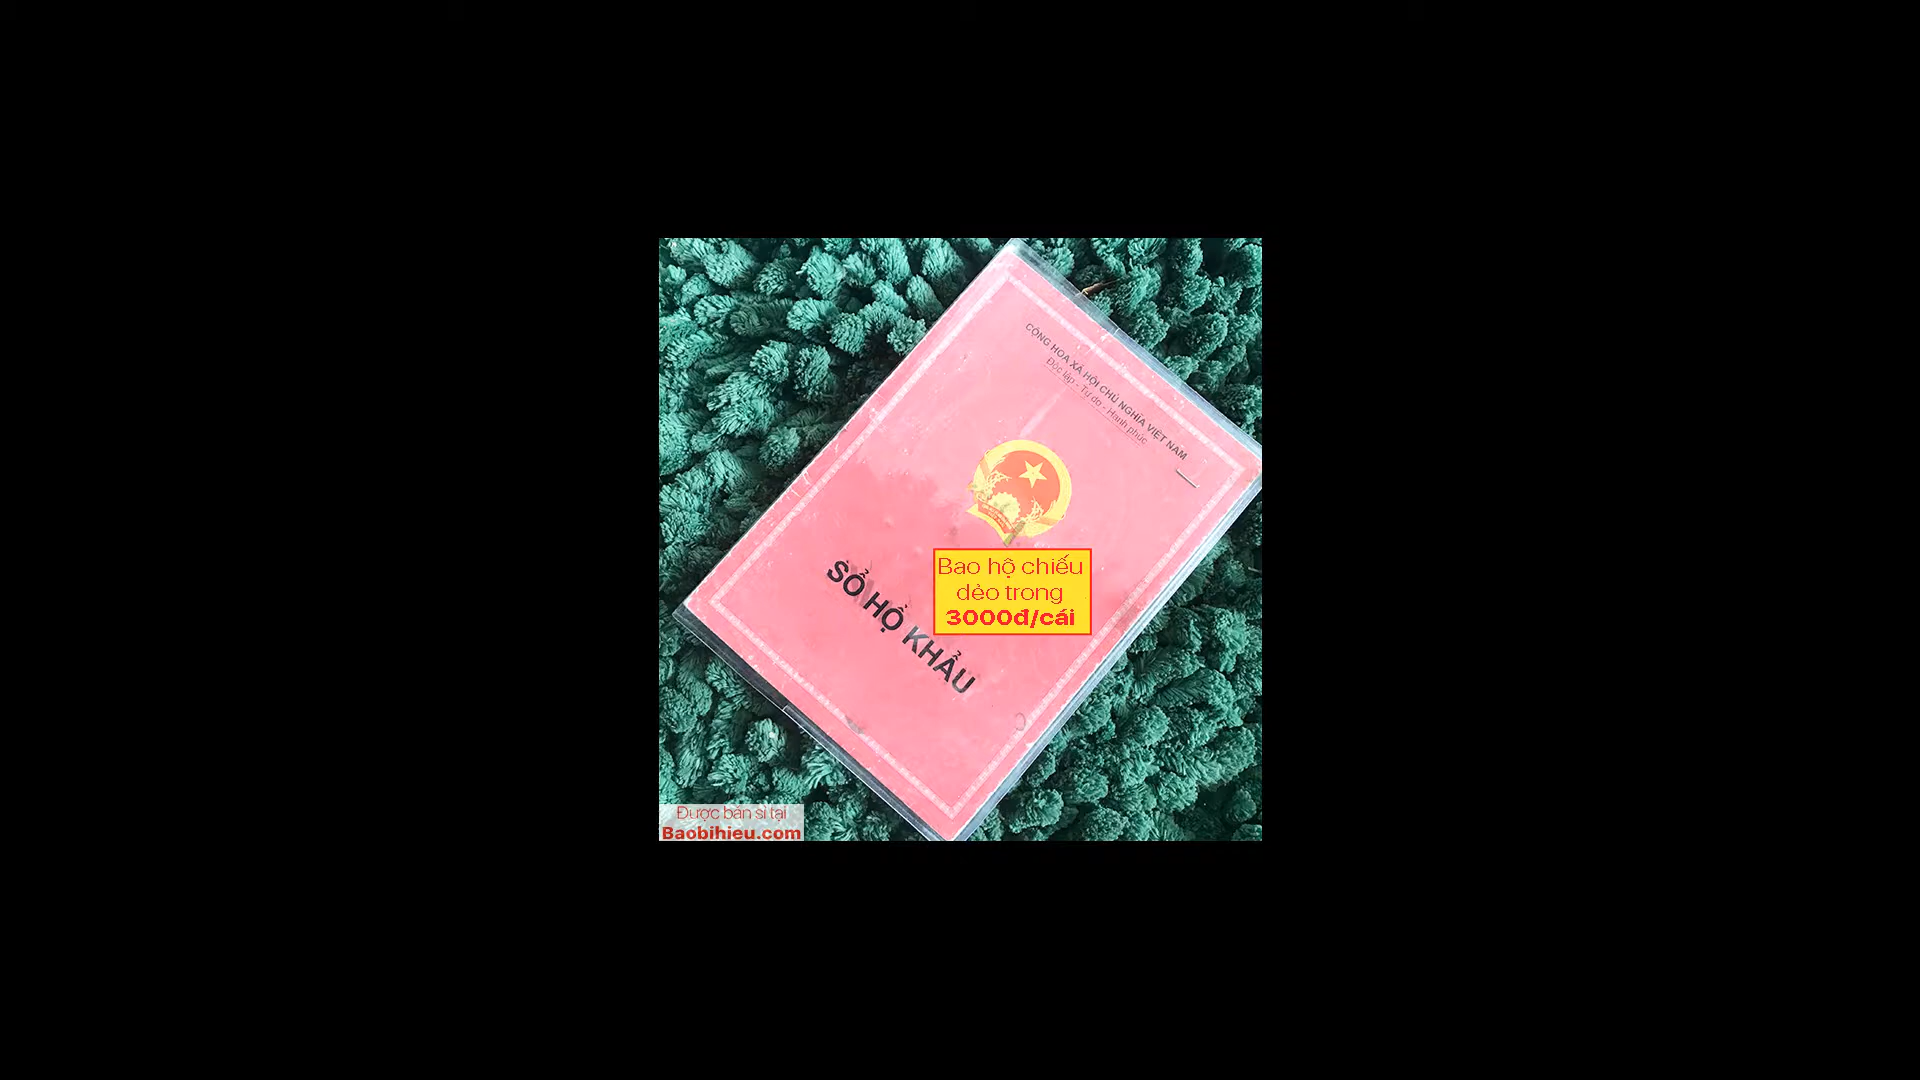 CỘNG HÒA XÃ HỘI CHỦ NGHĨA VIỆT NAM
Độc lập - Tự do - Hạnh phúc
SỔ HỘ KHẨU
Bao hộ chiếu
dẻo trong
3000đ/cái
Được bán sỉ tại
Baobihieu.com